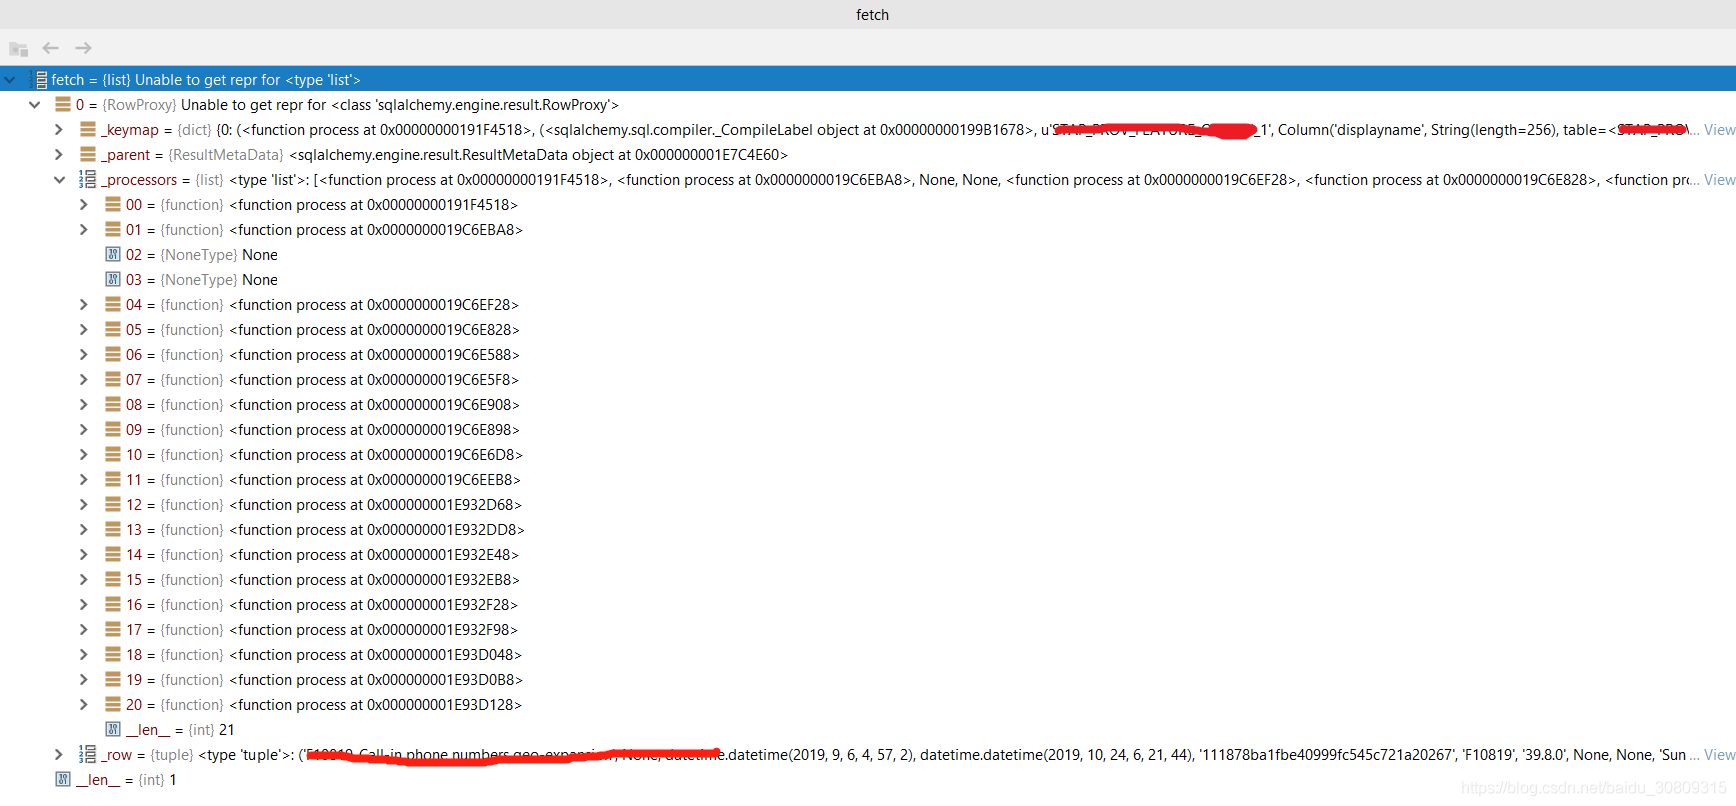 fetch
fetch = {list} Unable to get repr for <type 'list'>
0 = {RowProxy} Unable to get repr for <class 'sqlalchemy.engine.result.RowProxy'>
_keymap = {dict} {0: (<function process at 0x00000000191F4518>, (<sqlalchemy.sql.compiler._CompileLabel object at 0x00000000199B1678>, u' _1', Column('displayname', String(length=256), table=< ... View
_parent = {ResultMetaData} <sqlalchemy.engine.result.ResultMetaData object at 0x000000001E7C4E60>
_processors = {list} <type 'list'>: [<function process at 0x00000000191F4518>, <function process at 0x0000000019C6EBA8>, None, None, <function process at 0x0000000019C6EF28>, <function process at 0x0000000019C6E828>, <function pr... View
00 = {function} <function process at 0x00000000191F4518>
01 = {function} <function process at 0x0000000019C6EBA8>
02 = {NoneType} None
03 = {NoneType} None
04 = {function} <function process at 0x0000000019C6EF28>
05 = {function} <function process at 0x0000000019C6E828>
06 = {function} <function process at 0x0000000019C6E588>
07 = {function} <function process at 0x0000000019C6E5F8>
08 = {function} <function process at 0x0000000019C6E908>
09 = {function} <function process at 0x0000000019C6E898>
10 = {function} <function process at 0x0000000019C6E6D8>
11 = {function} <function process at 0x0000000019C6EEB8>
12 = {function} <function process at 0x000000001E932D68>
13 = {function} <function process at 0x000000001E932DD8>
14 = {function} <function process at 0x000000001E932E48>
15 = {function} <function process at 0x000000001E932EB8>
16 = {function} <function process at 0x000000001E932F28>
17 = {function} <function process at 0x000000001E932F98>
18 = {function} <function process at 0x000000001E93D048>
19 = {function} <function process at 0x000000001E93D0B8>
20 = {function} <function process at 0x000000001E93D128>
__len__ = {int} 21
_row = {tuple} <type 'tuple'>: (' Call-in phone numbers geo- None, datetime.datetime(2019, 9, 6, 4, 57, 2), datetime.datetime(2019, 10, 24, 6, 21, 44), '111878ba1fbe40999fc545c721a20267', 'F10819', '39.8.0', None, None, 'Sun ... View
__len__ = {int} 1
https://blog.csdn.net/baidu_30809315